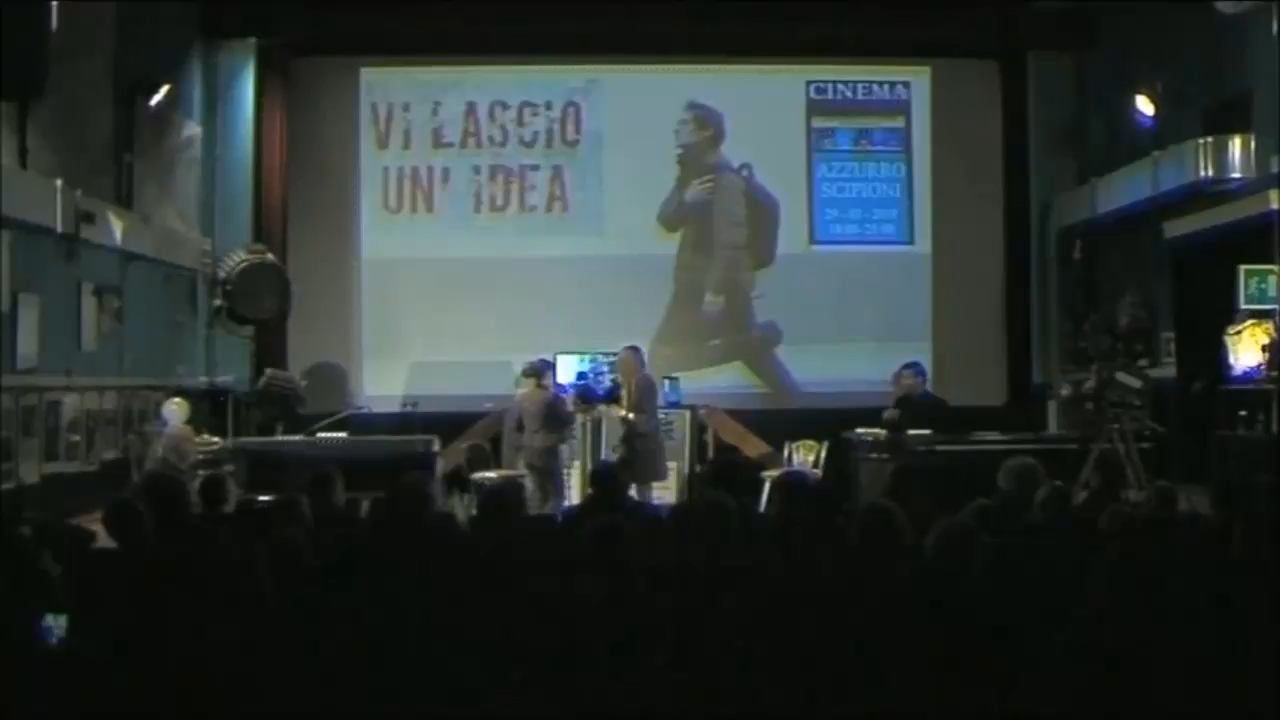 Vi LASCiO
UN' iDEA
CINEMA
AZZURRO
SCIPIONI